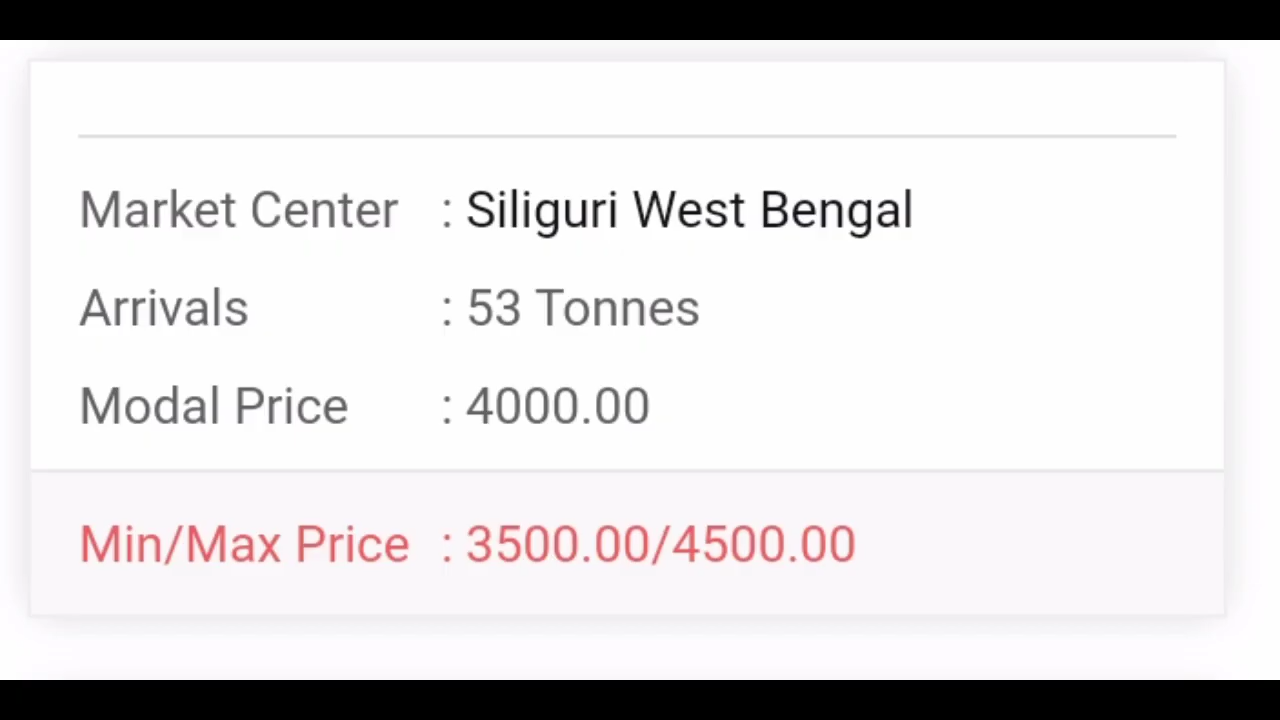 Market Center : Siliguri West Bengal
Arrivals : 53 Tonnes
Modal Price : 4000.00
Min/Max Price : 3500.00/4500.00